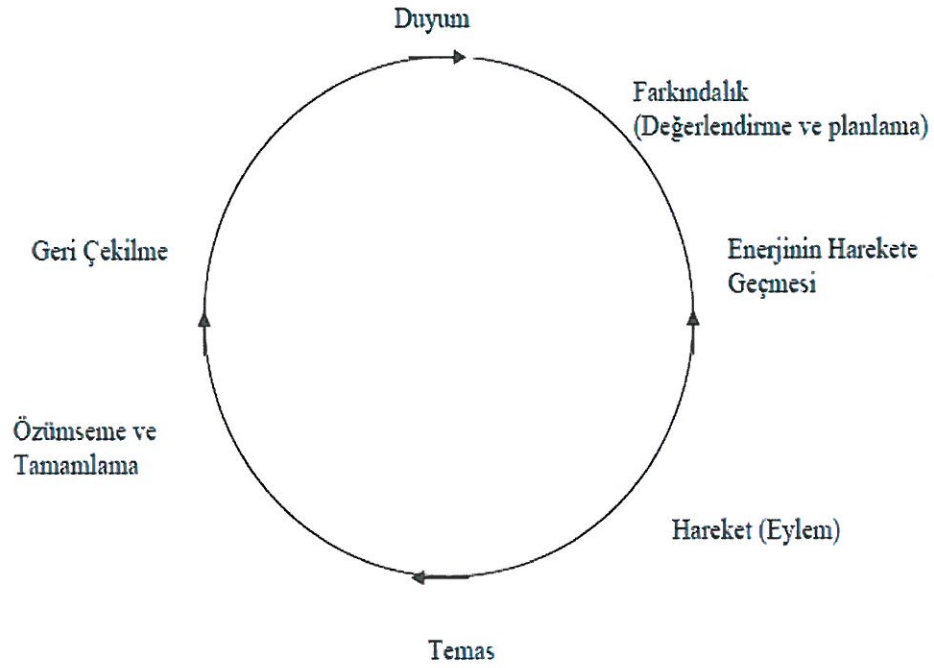 Duyum
Farkındalık
(Değerlendirme ve planlama)
Enerjinin Harekete
Geçmesi
Hareket (Eylem)
Temas
Özümseme ve
Tamamlama
Geri Çekilme